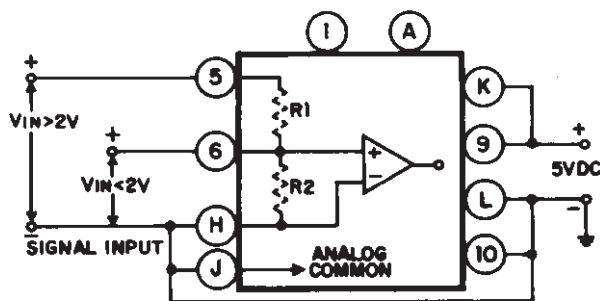 I
A
+
5
K
R1
VIN>2V
+
6
+
9
+
VIN<2V
R2
−
5VDC
L
−
−
SIGNAL INPUT
H
J
ANALOG
COMMON
10